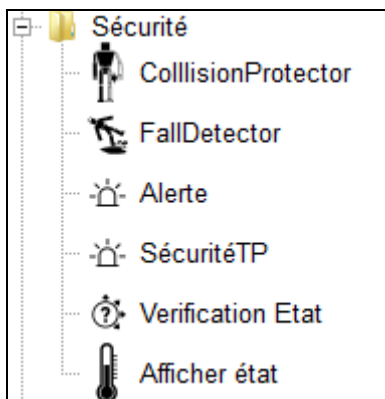 Sécurité
ColllisionProtector
FallDetector
Alerte
SécuritéTP
Verification Etat
Afficher état